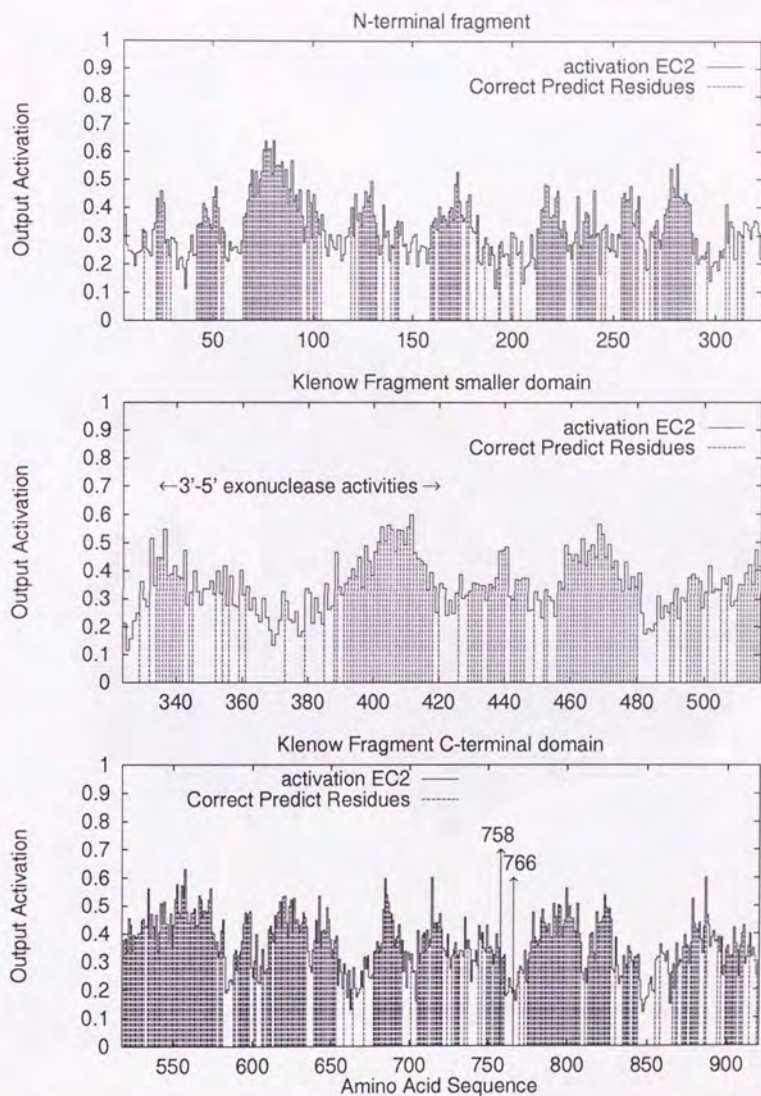 N-terminal fragment
1
0.9
0.8
0.7
0.6
0.5
0.4
0.3
0.2
0.1
0
Output Activation
activation EC2
Correct Predict Residues
50 100 150 200 250 300
Klenow Fragment smaller domain
1
0.9
0.8
0.7
0.6
0.5
0.4
0.3
0.2
0.1
0
Output Activation
activation EC2
Correct Predict Residues
←3'-5' exonuclease activities →
340 360 380 400 420 440 460 480 500
Klenow Fragment C-terminal domain
1
0.9
0.8
0.7
0.6
0.5
0.4
0.3
0.2
0.1
0
Output Activation
activation EC2
Correct Predict Residues
758
766
550 600 650 700 750 800 850 900
Amino Acid Sequence